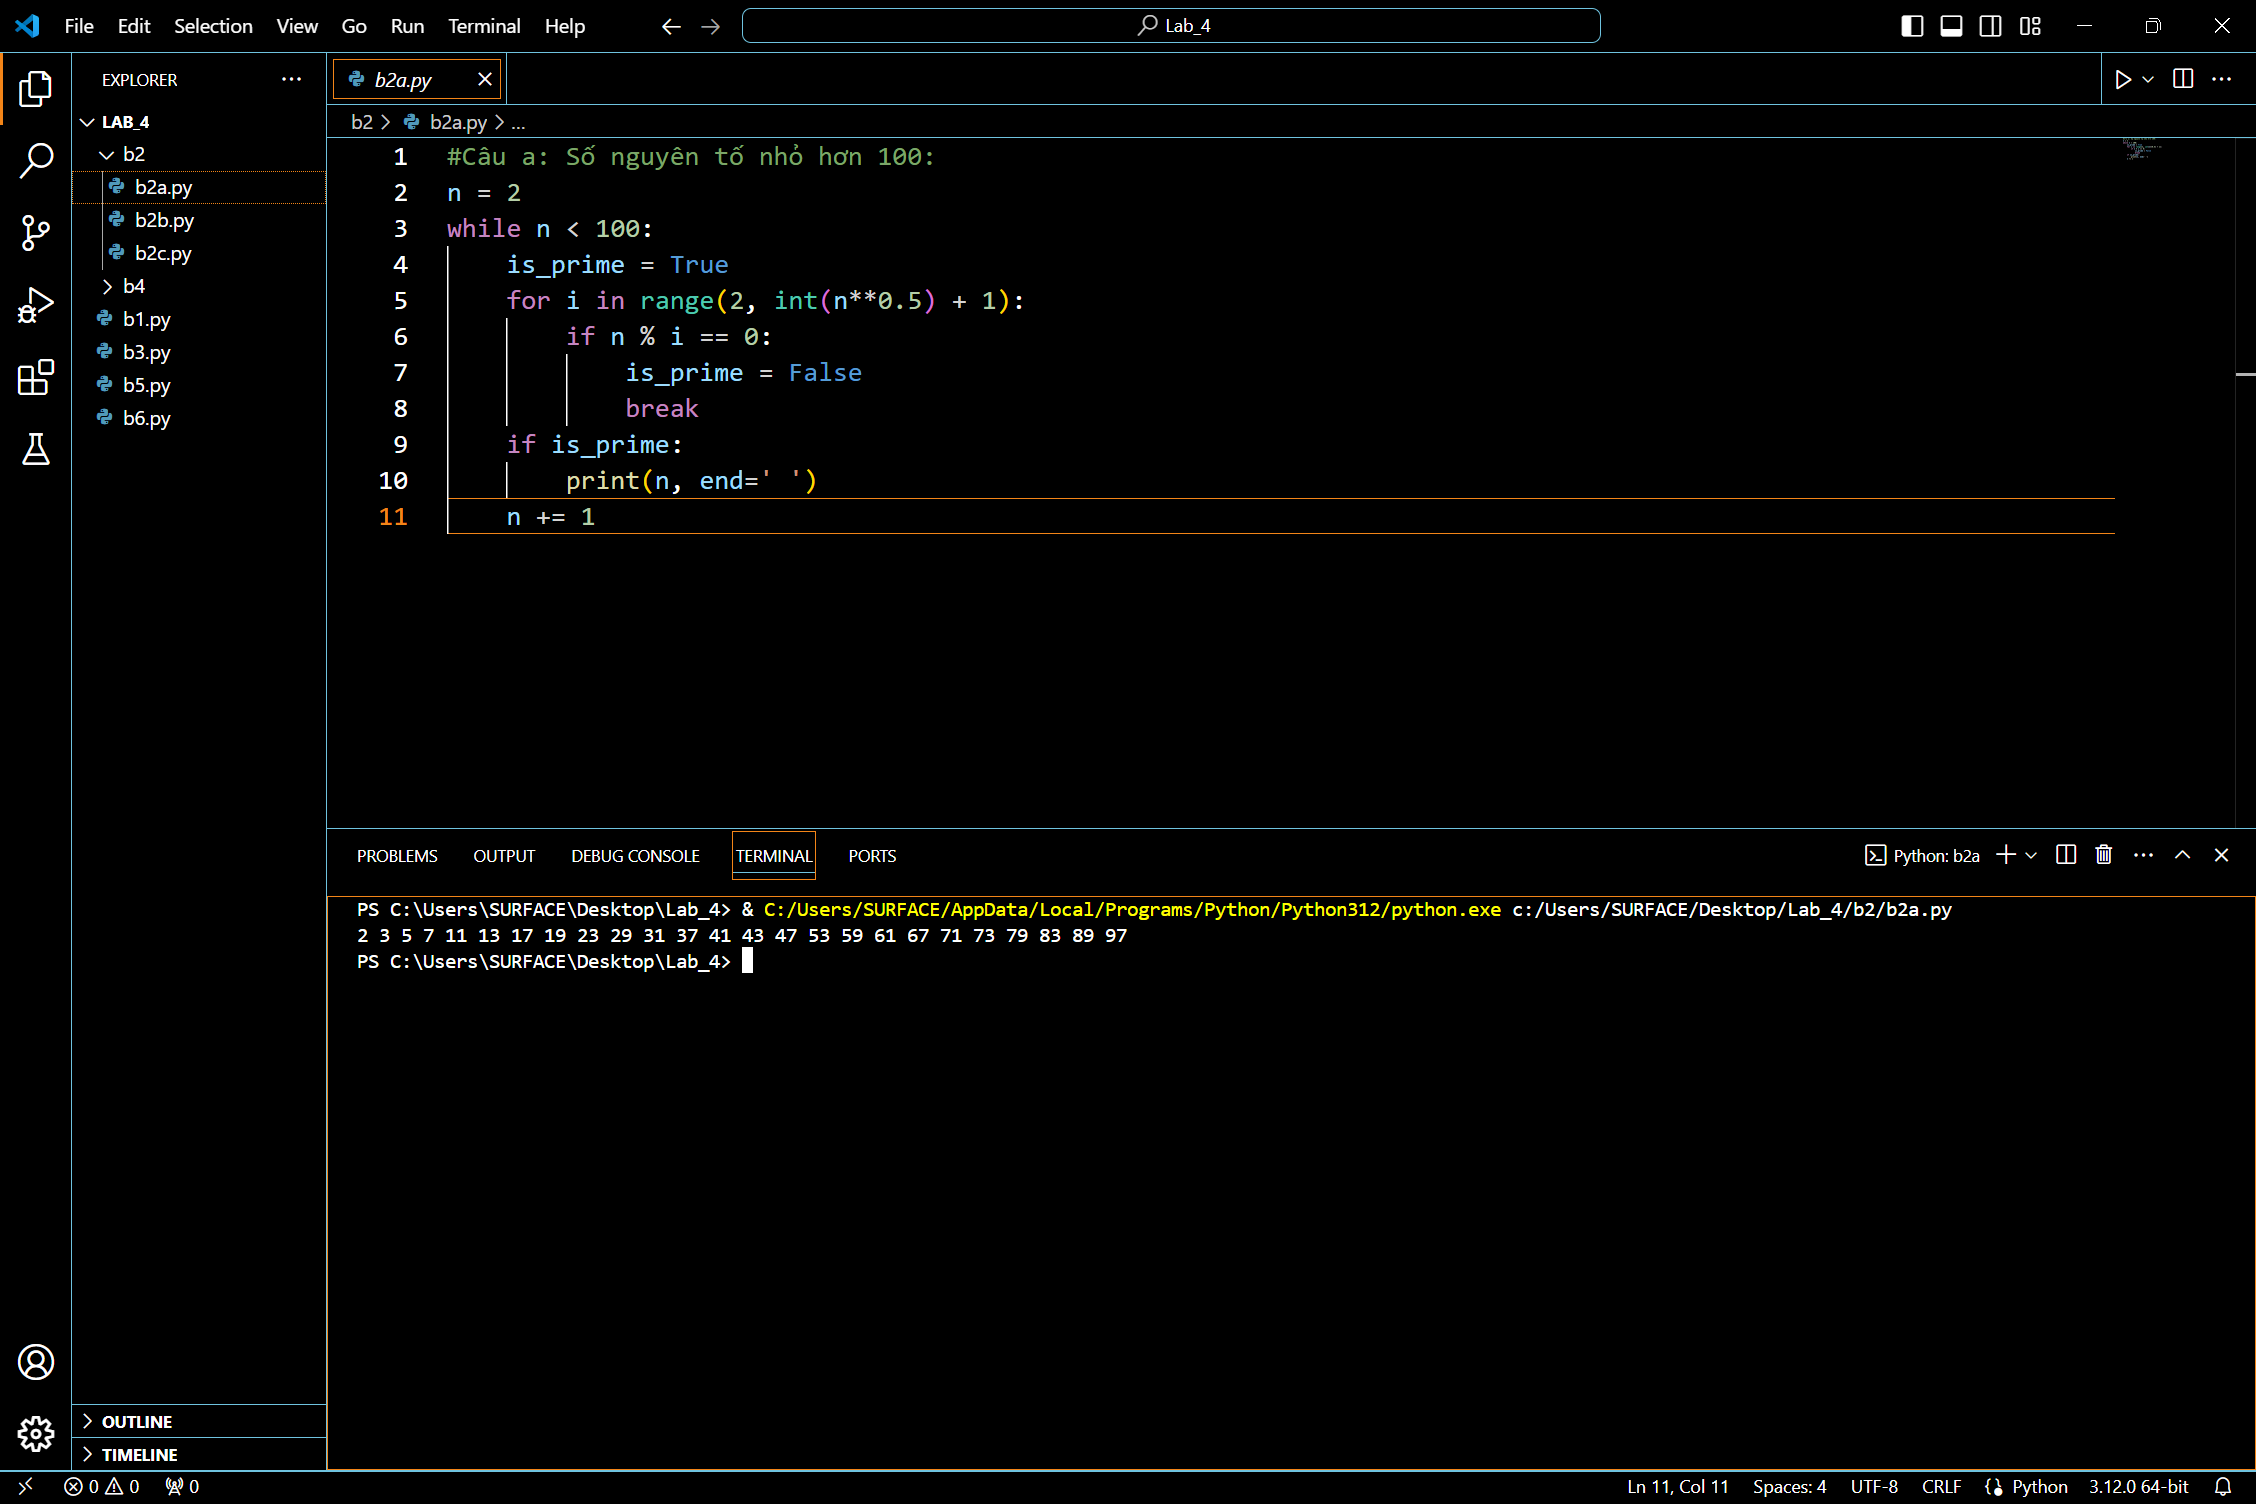 File Edit Selection View Go Run Terminal Help
Lab_4
EXPLORER
LAB_4
b2
b2a.py
b2b.py
b2c.py
b4
b1.py
b3.py
b5.py
b6.py
OUTLINE
TIMELINE
b2a.py
b2 > b2a.py > ...
1 #Câu a: Số nguyên tố nhỏ hơn 100:
2 n = 2
3 while n < 100:
4     is_prime = True
5     for i in range(2, int(n**0.5) + 1):
6         if n % i == 0:
7             is_prime = False
8             break
9     if is_prime:
10         print(n, end=' ')
11     n += 1
PROBLEMS OUTPUT DEBUG CONSOLE TERMINAL PORTS
Python: b2a
PS C:\Users\SURFACE\Desktop\Lab_4> & C:/Users/SURFACE/AppData/Local/Programs/Python/Python312/python.exe c:/Users/SURFACE/Desktop/Lab_4/b2/b2a.py
2 3 5 7 11 13 17 19 23 29 31 37 41 43 47 53 59 61 67 71 73 79 83 89 97
PS C:\Users\SURFACE\Desktop\Lab_4>
0 0 0
Ln 11, Col 11 Spaces: 4 UTF-8 CRLF Python 3.12.0 64-bit